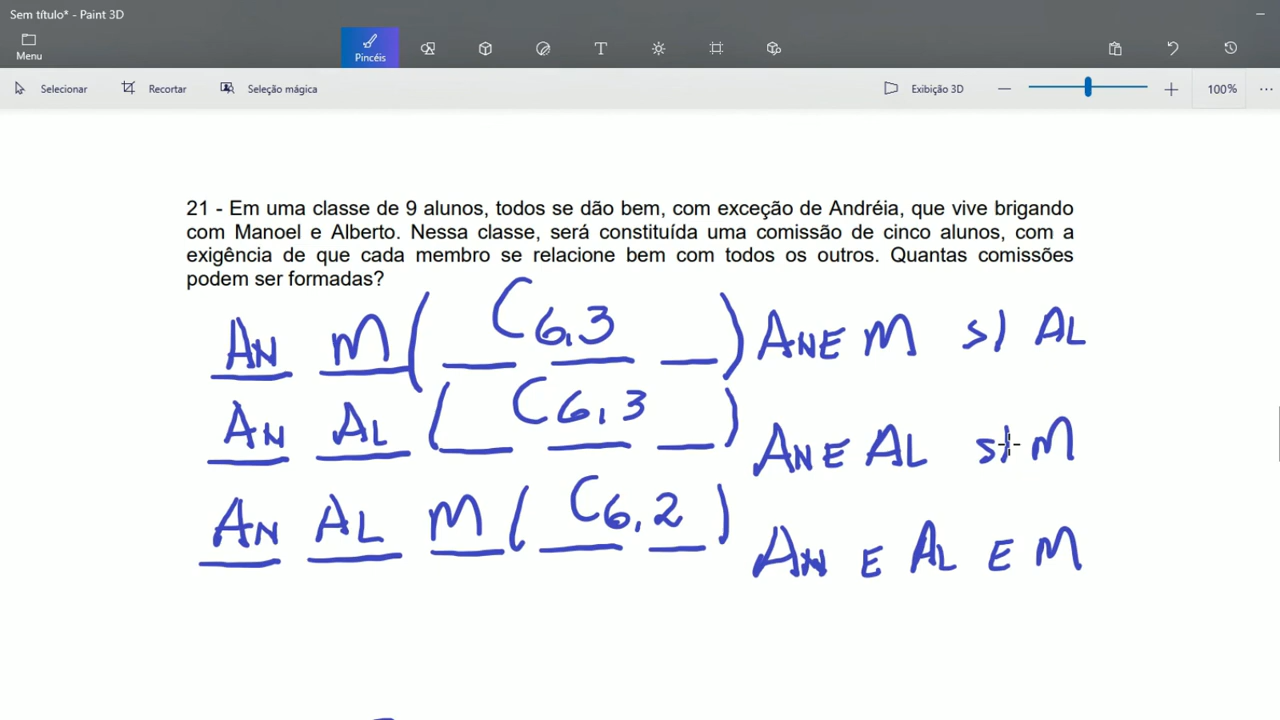 Sem título* - Paint 3D
Menu
Pincéis
Selecionar Recortar Seleção mágica Exibição 3D 100%
21 - Em uma classe de 9 alunos, todos se dão bem, com exceção de Andréia, que vive brigando
com Manoel e Alberto. Nessa classe, será constituída uma comissão de cinco alunos, com a
exigência de que cada membro se relacione bem com todos os outros. Quantas comissões
podem ser formadas?
AN M ( C6,3 ) AN E M s/ AL
AN AL ( C6,3 ) AN E AL s/ M
AN AL M ( C6,2 ) AN E AL E M